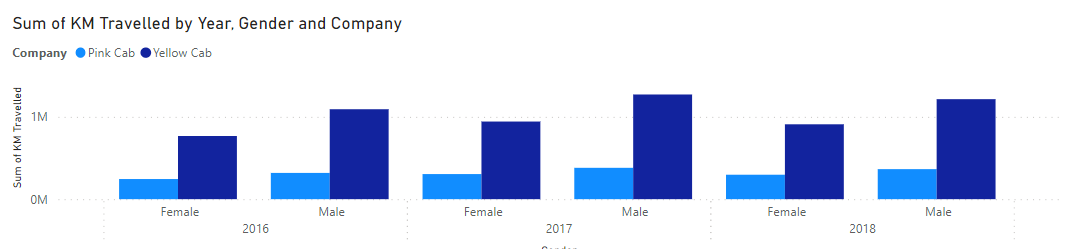 Sum of KM Travelled by Year, Gender and Company
Company Pink Cab Yellow Cab
Sum of KM Travelled
1M
0M
Female Male Female Male Female Male
2016 2017 2018